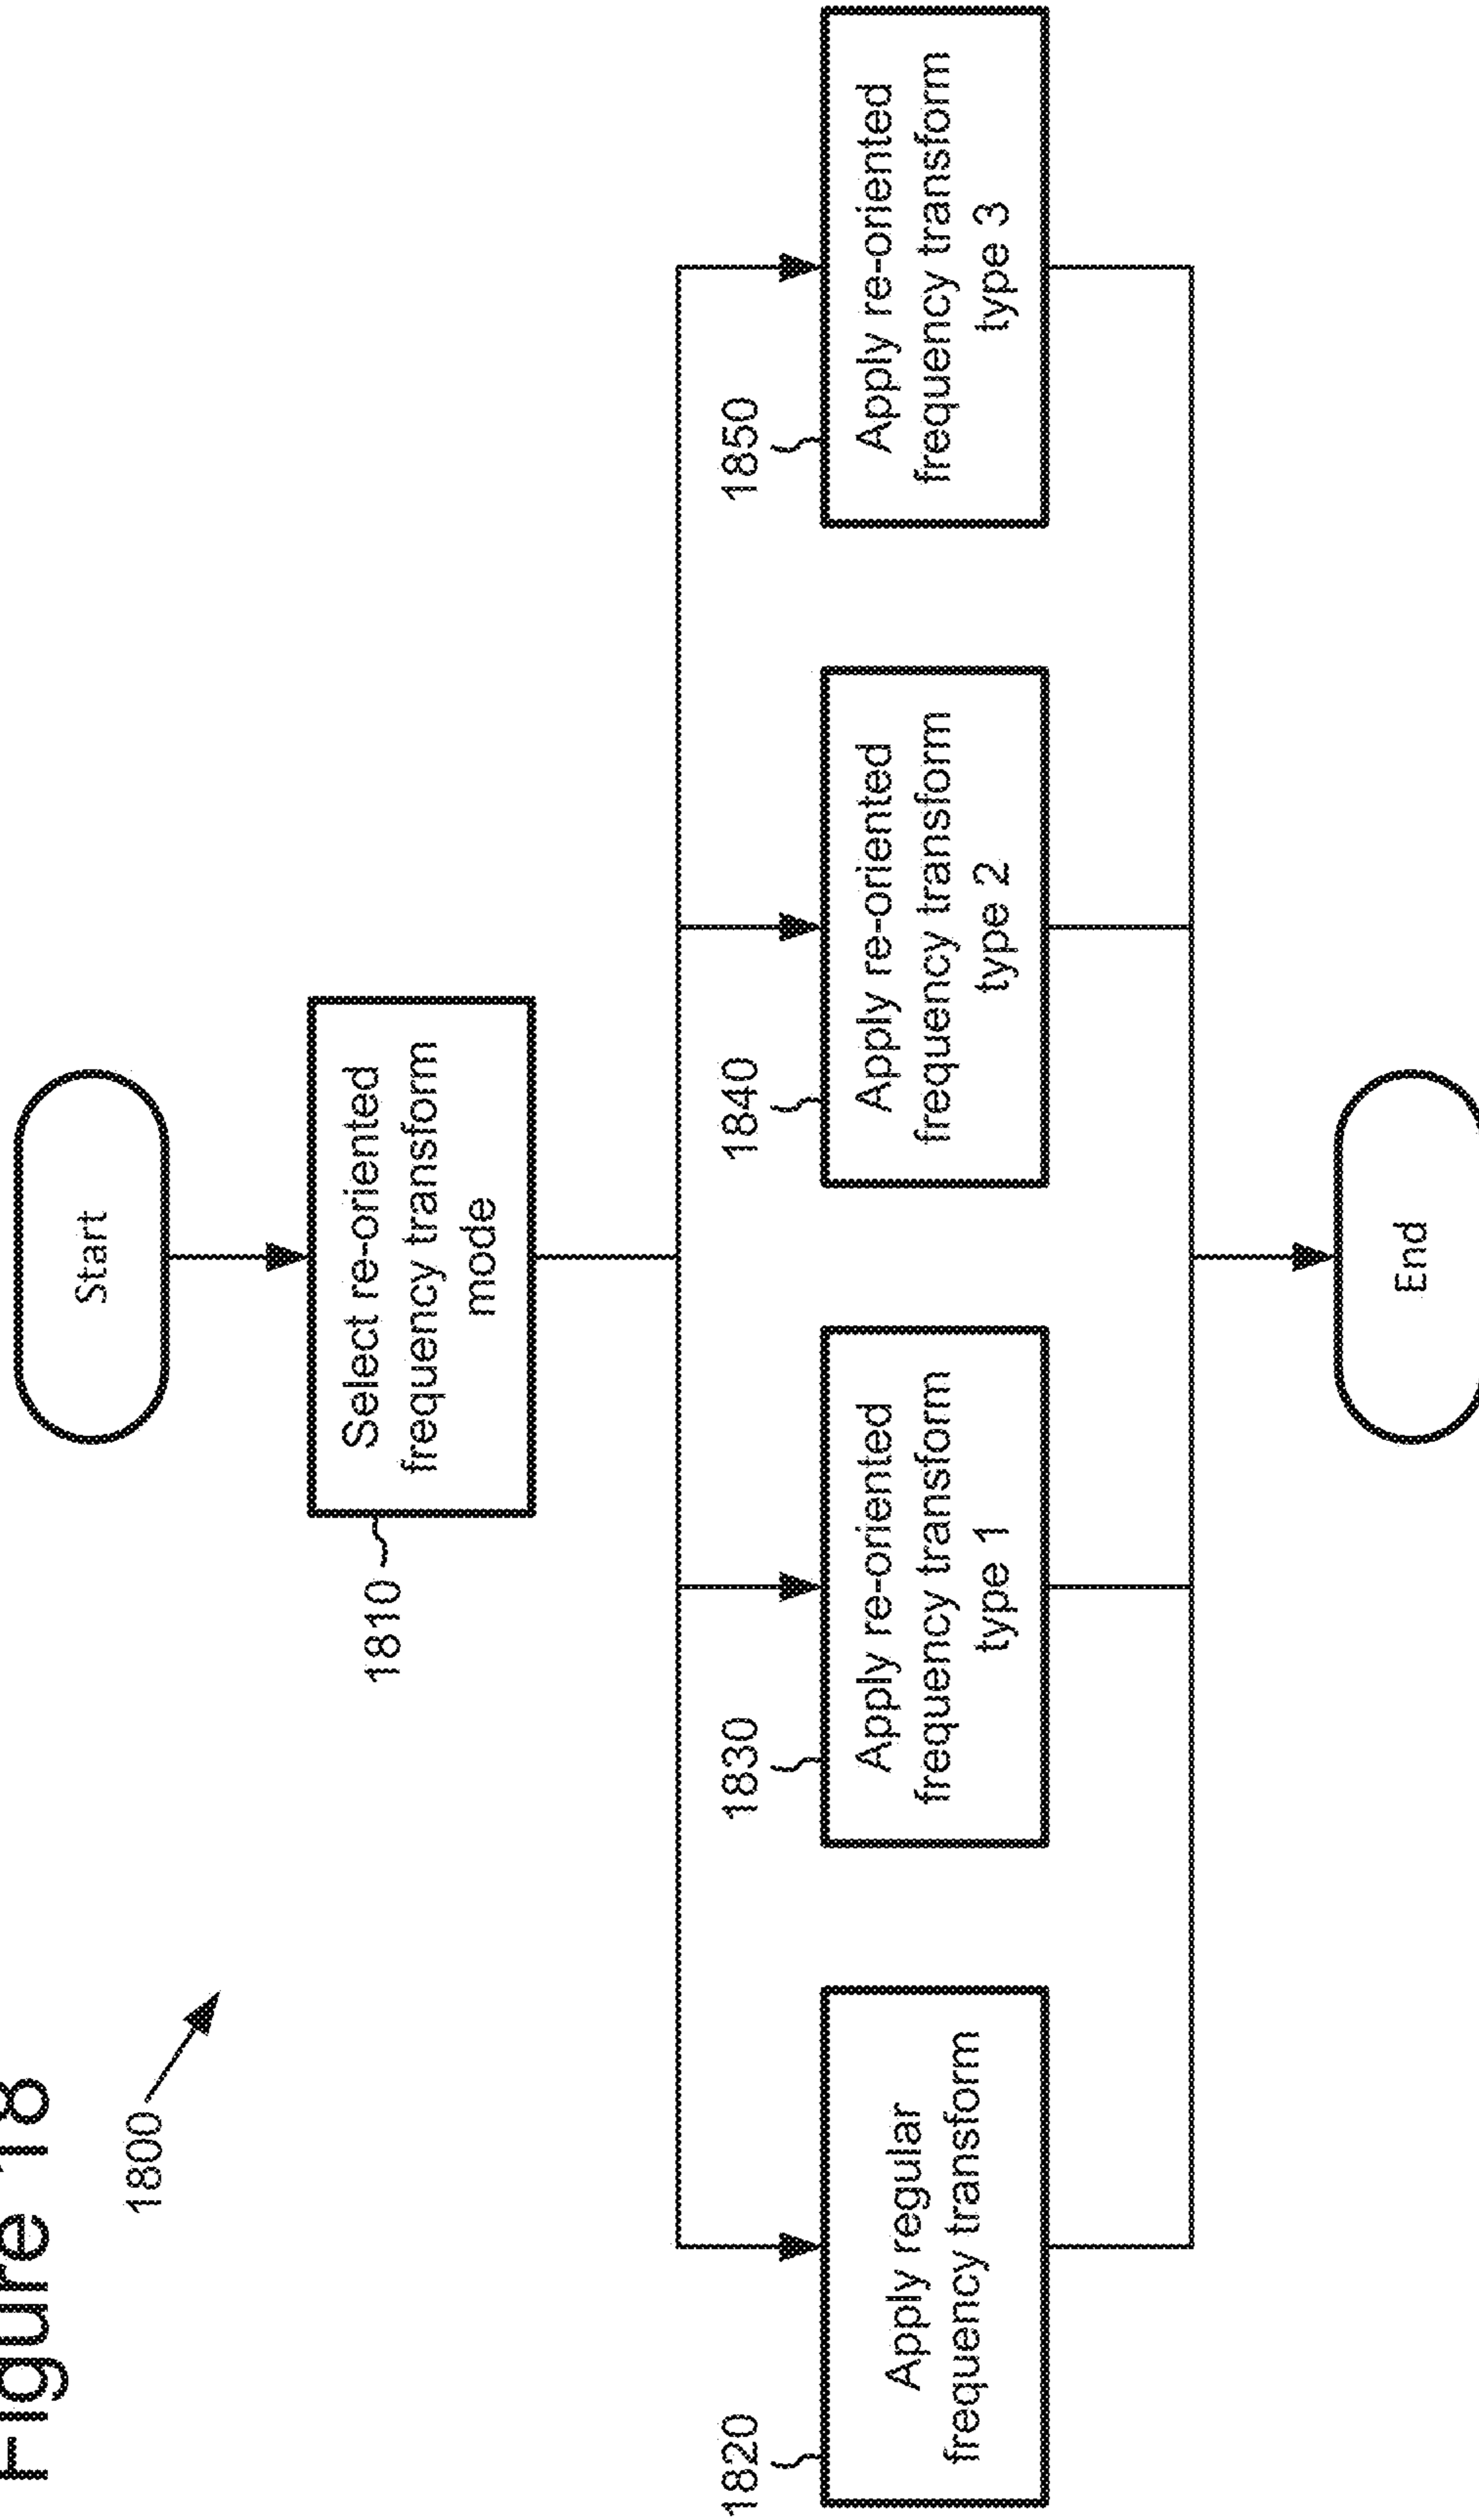 Figure 18
1800
Start
1810
Select re-oriented
frequency transform
mode
1820
Apply regular
frequency transform
1830
Apply re-oriented
frequency transform
type 1
1840
Apply re-oriented
frequency transform
type 2
1850
Apply re-oriented
frequency transform
type 3
End